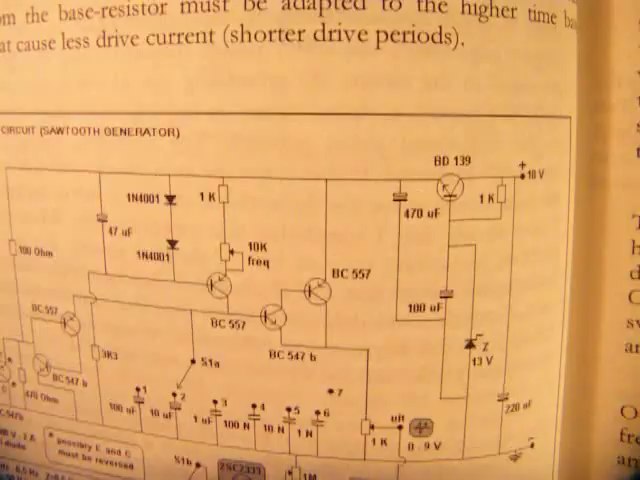 the base-resistor must be adapted to the higher time
at cause less drive current (shorter drive periods).
CIRCUIT (SAWTOOTH GENERATOR)
BD 139
+
18 V
1N4001
1 K
1 K
470 uF
47 uF
10K
freq
100 Ohm
1N4001
BC 557
100 uF
BC 557
BC 557
BC 547 b
Z
13 V
3K3
S1a
BC 547 b
470 Ohm
1
2
3
4
5
6
7
100 uF
10 uF
1 uF
100 N
10 N
1 N
1 K
uit
0 . 9 V
220 uF
possibly E and C
must be reversed
S1b
2SC2333
1M